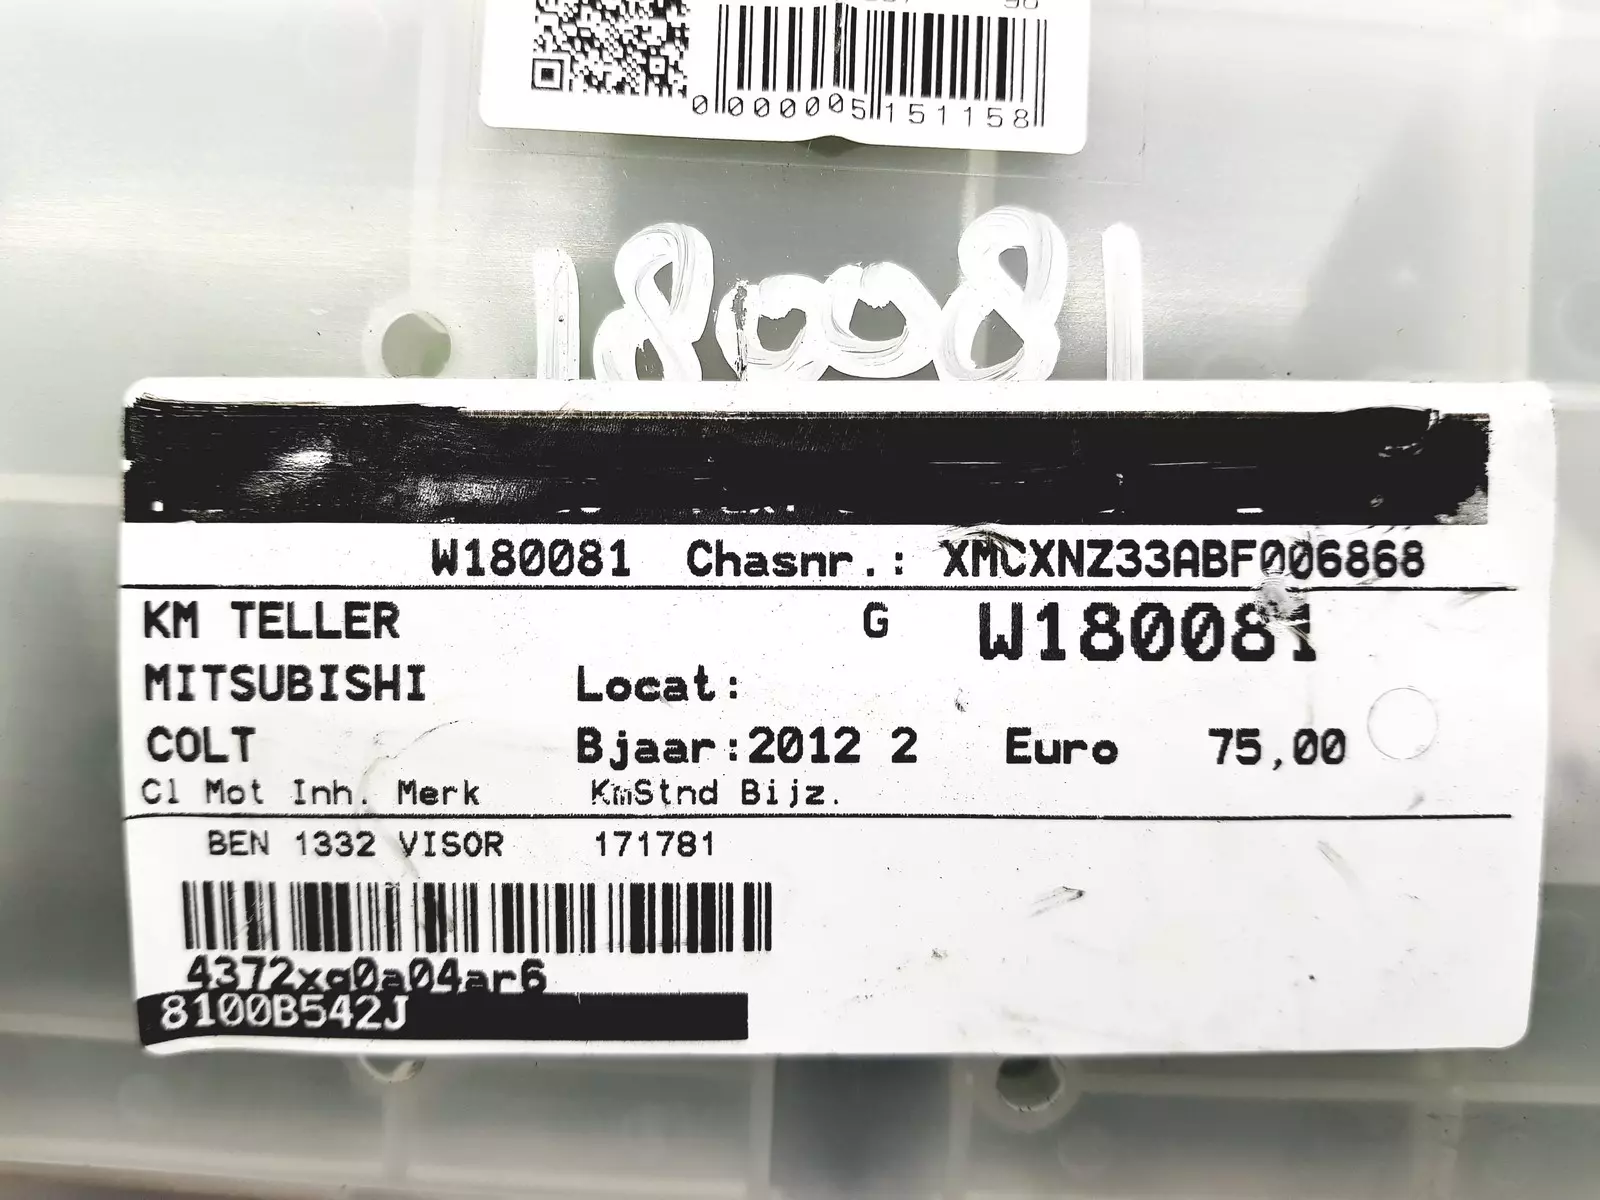 0000005151158
180081
W180081 Chasnr.: XMCXNZ33ABF006868
KM TELLER G W180081
MITSUBISHI Locat:
COLT Bjaar:2012 2 Euro 75,00
Cl Mot Inh. Merk KmStnd Bijz.
BEN 1332 VISOR 171781
4372xq0a04ar6
8100B542J